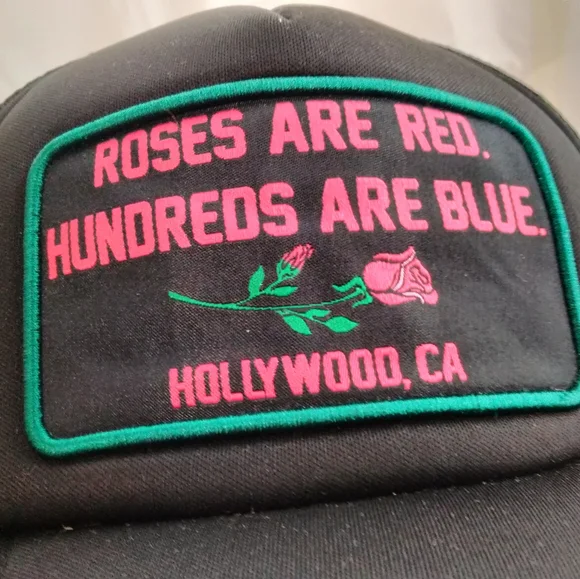 ROSES ARE RED.
HUNDREDS ARE BLUE.
HOLLYWOOD, CA